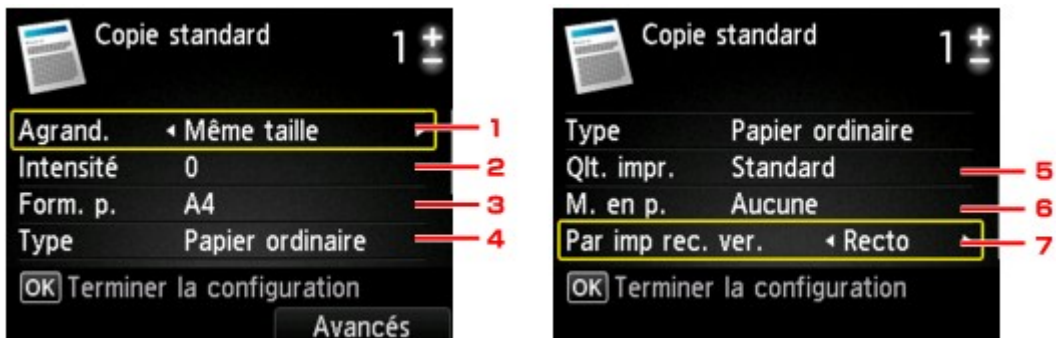 Copie standard 1 + -
Agrand. Même taille 1
Intensité 0 2
Form. p. A4 3
Type Papier ordinaire 4
OK Terminer la configuration
Avancés
Copie standard 1 + -
Type Papier ordinaire
Qlt. impr. Standard 5
M. en p. Aucune 6
Par imp rec. ver. Recto 7
OK Terminer la configuration